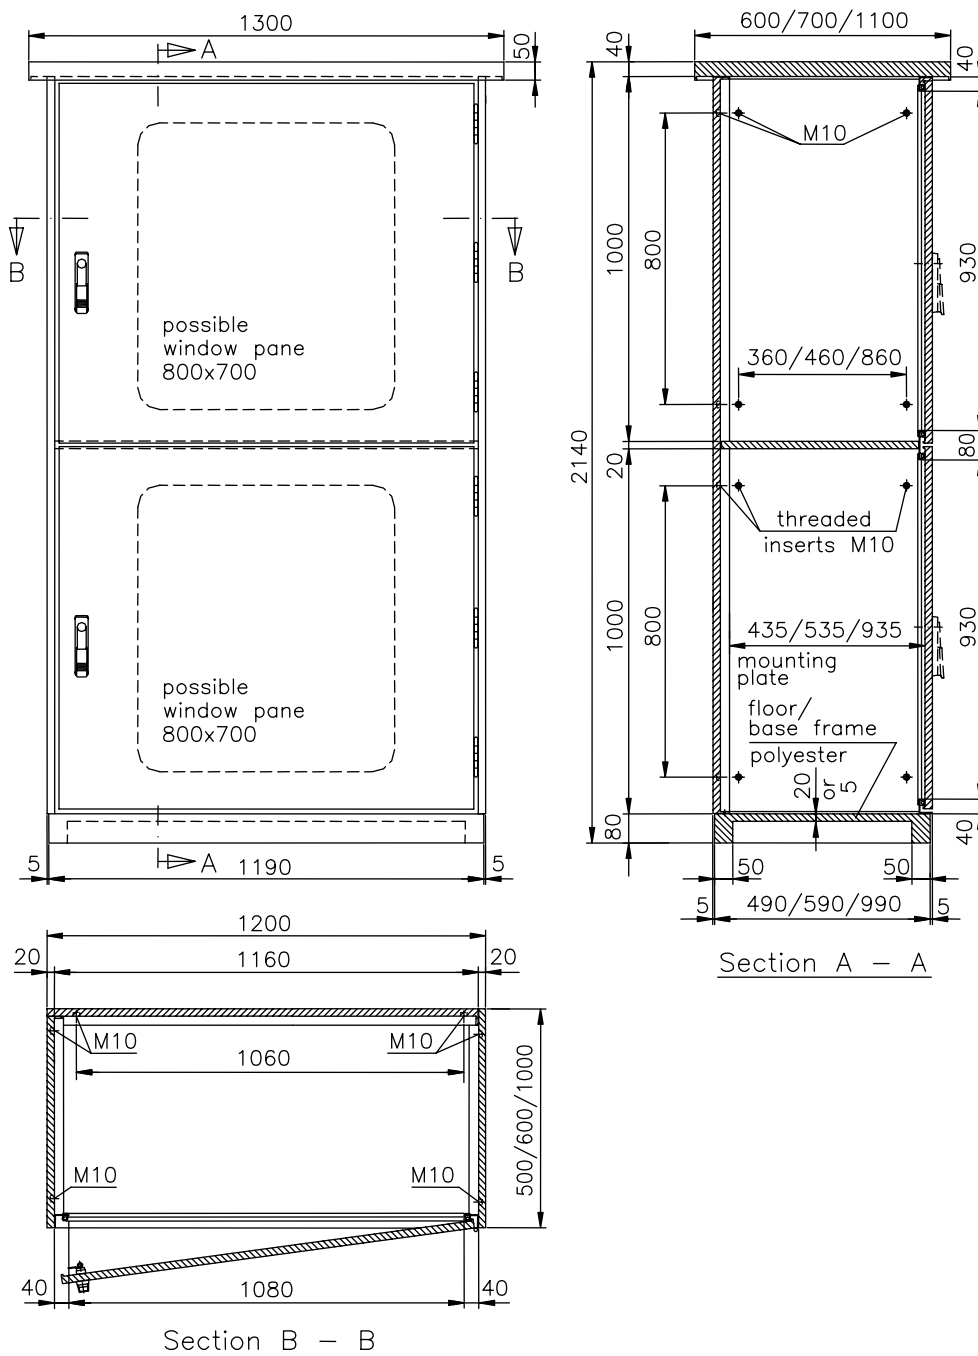 1300
A
50
B
B
possible
window pane
800x700
possible
window pane
800x700
A
5
1190
5
600/700/1100
40
40
M10
1000
800
930
360/460/860
2140
20
80
threaded
inserts M10
1000
800
930
435/535/935
mounting
plate
floor/
base frame
polyester
20
or
5
80
40
50
50
5
490/590/990
5
Section A – A
1200
20
1160
20
M10
M10
1060
500/600/1000
M10
M10
40
1080
40
Section B – B